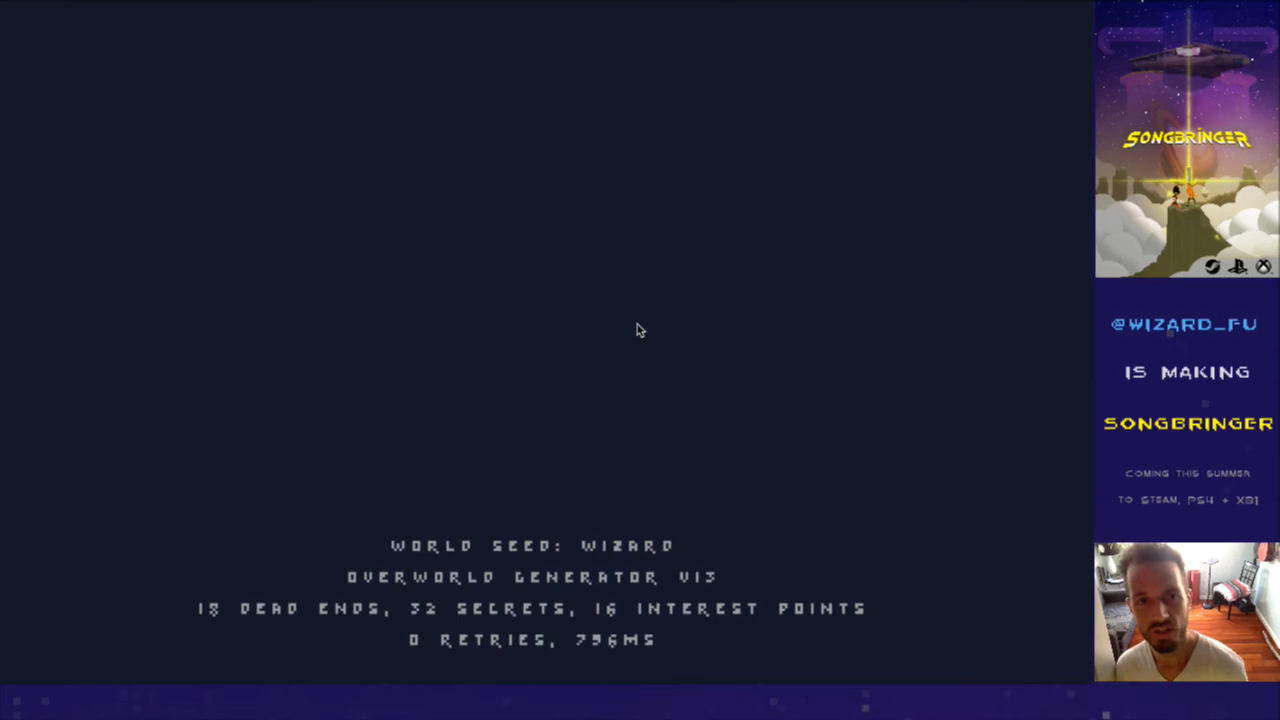 SONGBRINGER
@WIZARD_FU
IS MAKING
SONGBRINGER
COMING THIS SUMMER
TO STEAM, PS4 + XB1
WORLD SEED: WIZARD
OVERWORLD GENERATOR V13
18 DEAD ENDS, 32 SECRETS, 16 INTEREST POINTS
0 RETRIES, 796MS